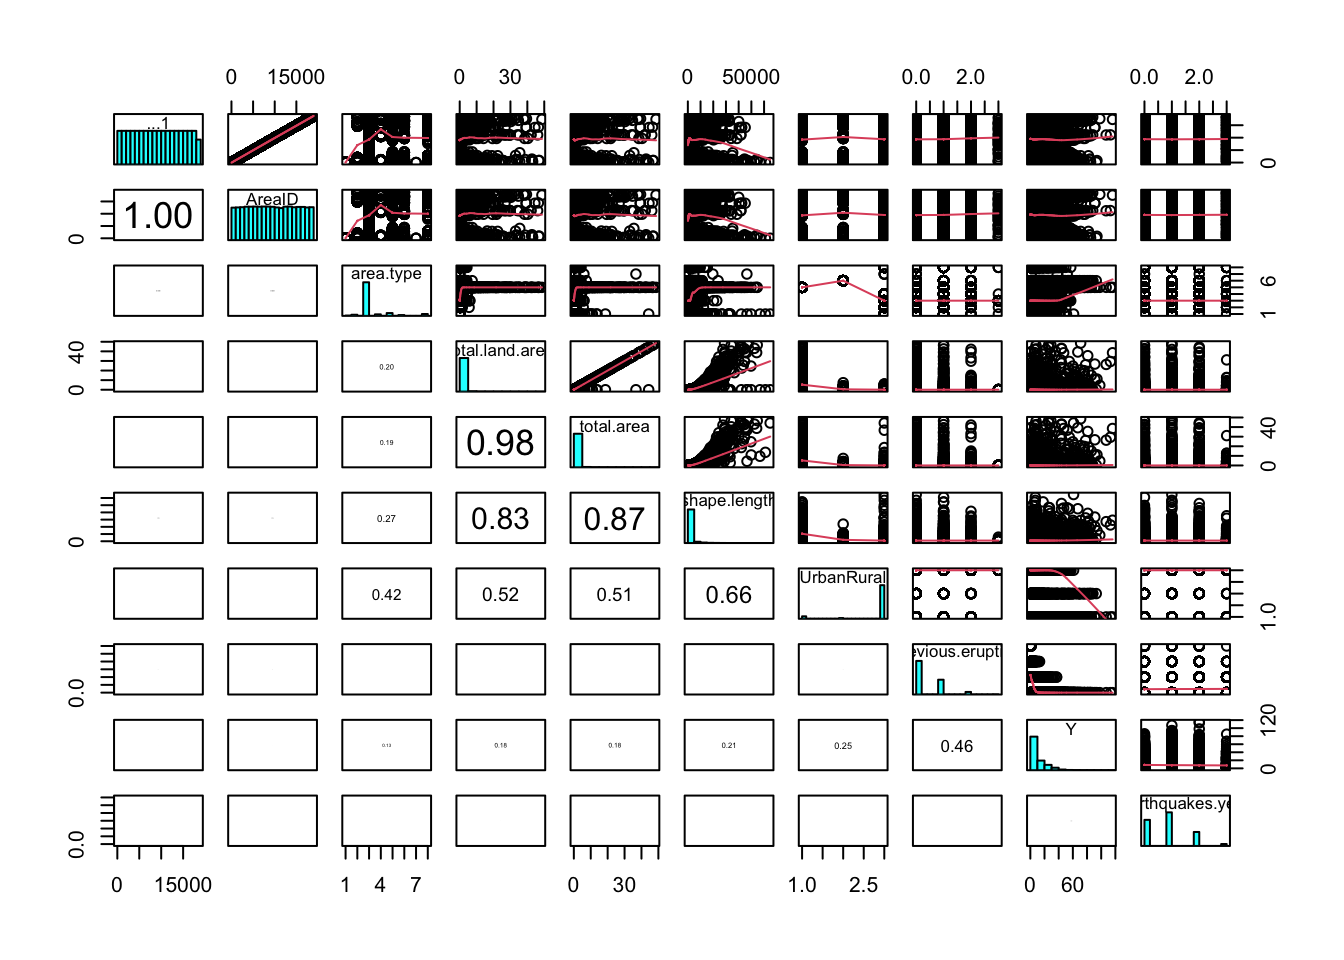 0 15000 0 30 0 50000 0.0 2.0 0.0 2.0
...1 0
0 1.00 AreaID
area.type 1 6
0 40 0.20 otal.land.are
0.19 0.98 total.area 0 40
0 0.27 0.83 0.87 shape.length
0.42 0.52 0.51 0.66 UrbanRural 1.0
0.0 evious.erupti
0.13 0.18 0.18 0.21 0.25 0.46 Y 0 120
0.0 rthquakes.ye
0 15000 1 4 7 0 30 1.0 2.5 0 60